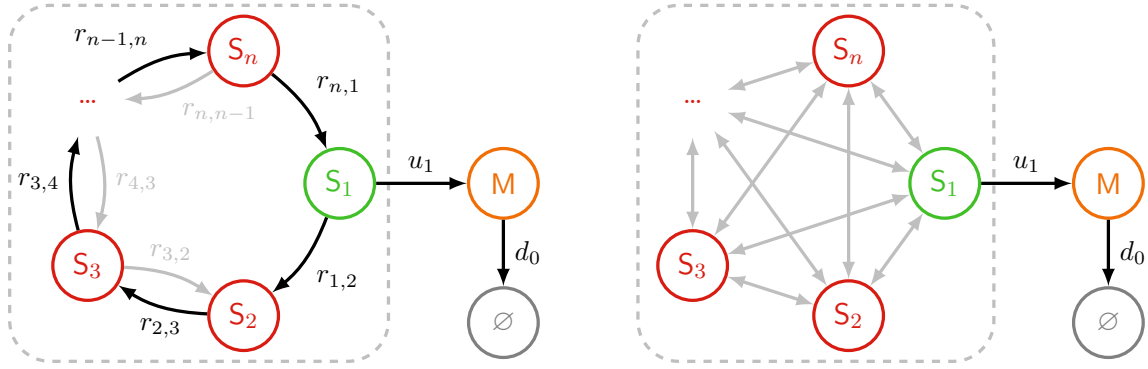 r_{n−1,n}
S_n
r_{n,1}
...
r_{n,n−1}
r_{3,4}
r_{4,3}
S_1
u_1
M
r_{3,2}
S_3
r_{1,2}
d_0
r_{2,3}
S_2
∅
S_n
...
S_1
u_1
M
S_3
d_0
S_2
∅